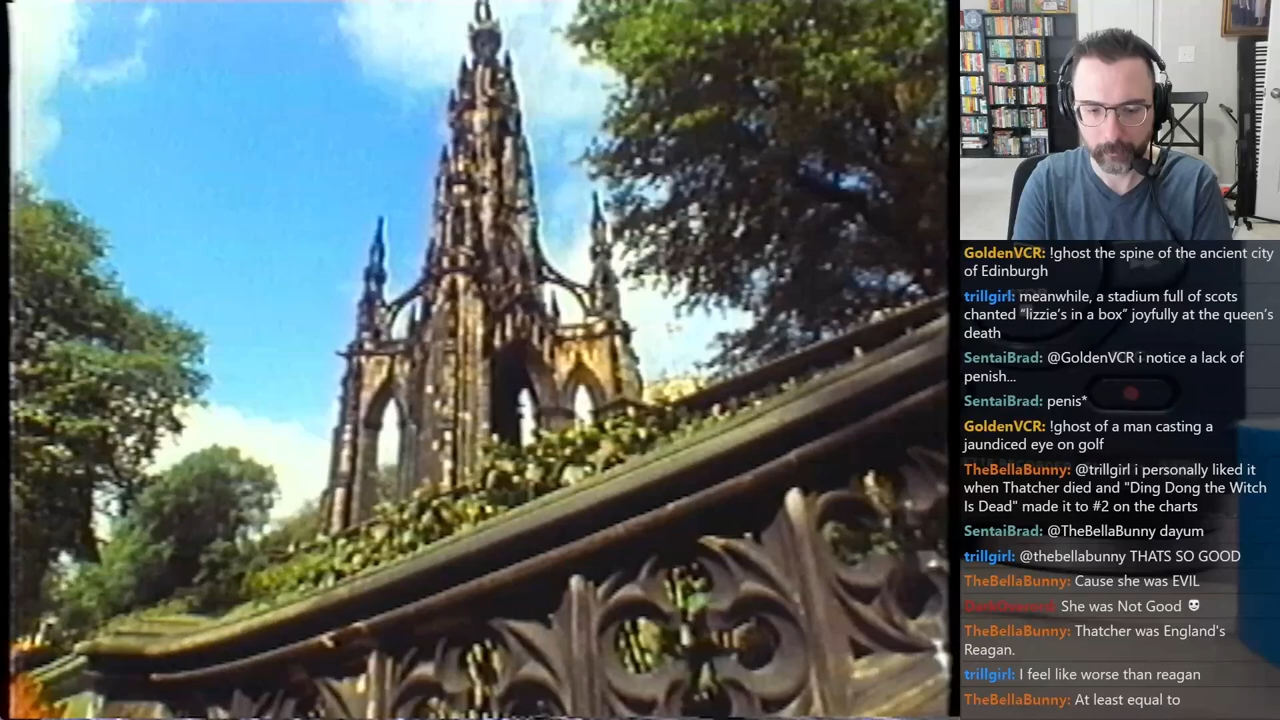 GoldenVCR: !ghost the spine of the ancient city
of Edinburgh
trillgirl: meanwhile, a stadium full of scots
chanted “lizzie’s in a box” joyfully at the queen’s
death
SentaiBrad: @GoldenVCR i notice a lack of
penish...
SentaiBrad: penis*
GoldenVCR: !ghost of a man casting a
jaundiced eye on golf
TheBellaBunny: @trillgirl i personally liked it
when Thatcher died and "Ding Dong the Witch
Is Dead" made it to #2 on the charts
SentaiBrad: @TheBellaBunny dayum
trillgirl: @thebellabunny THATS SO GOOD
TheBellaBunny: Cause she was EVIL
She was Not Good 💀
TheBellaBunny: Thatcher was England's
Reagan.
trillgirl: I feel like worse than reagan
TheBellaBunny: At least equal to